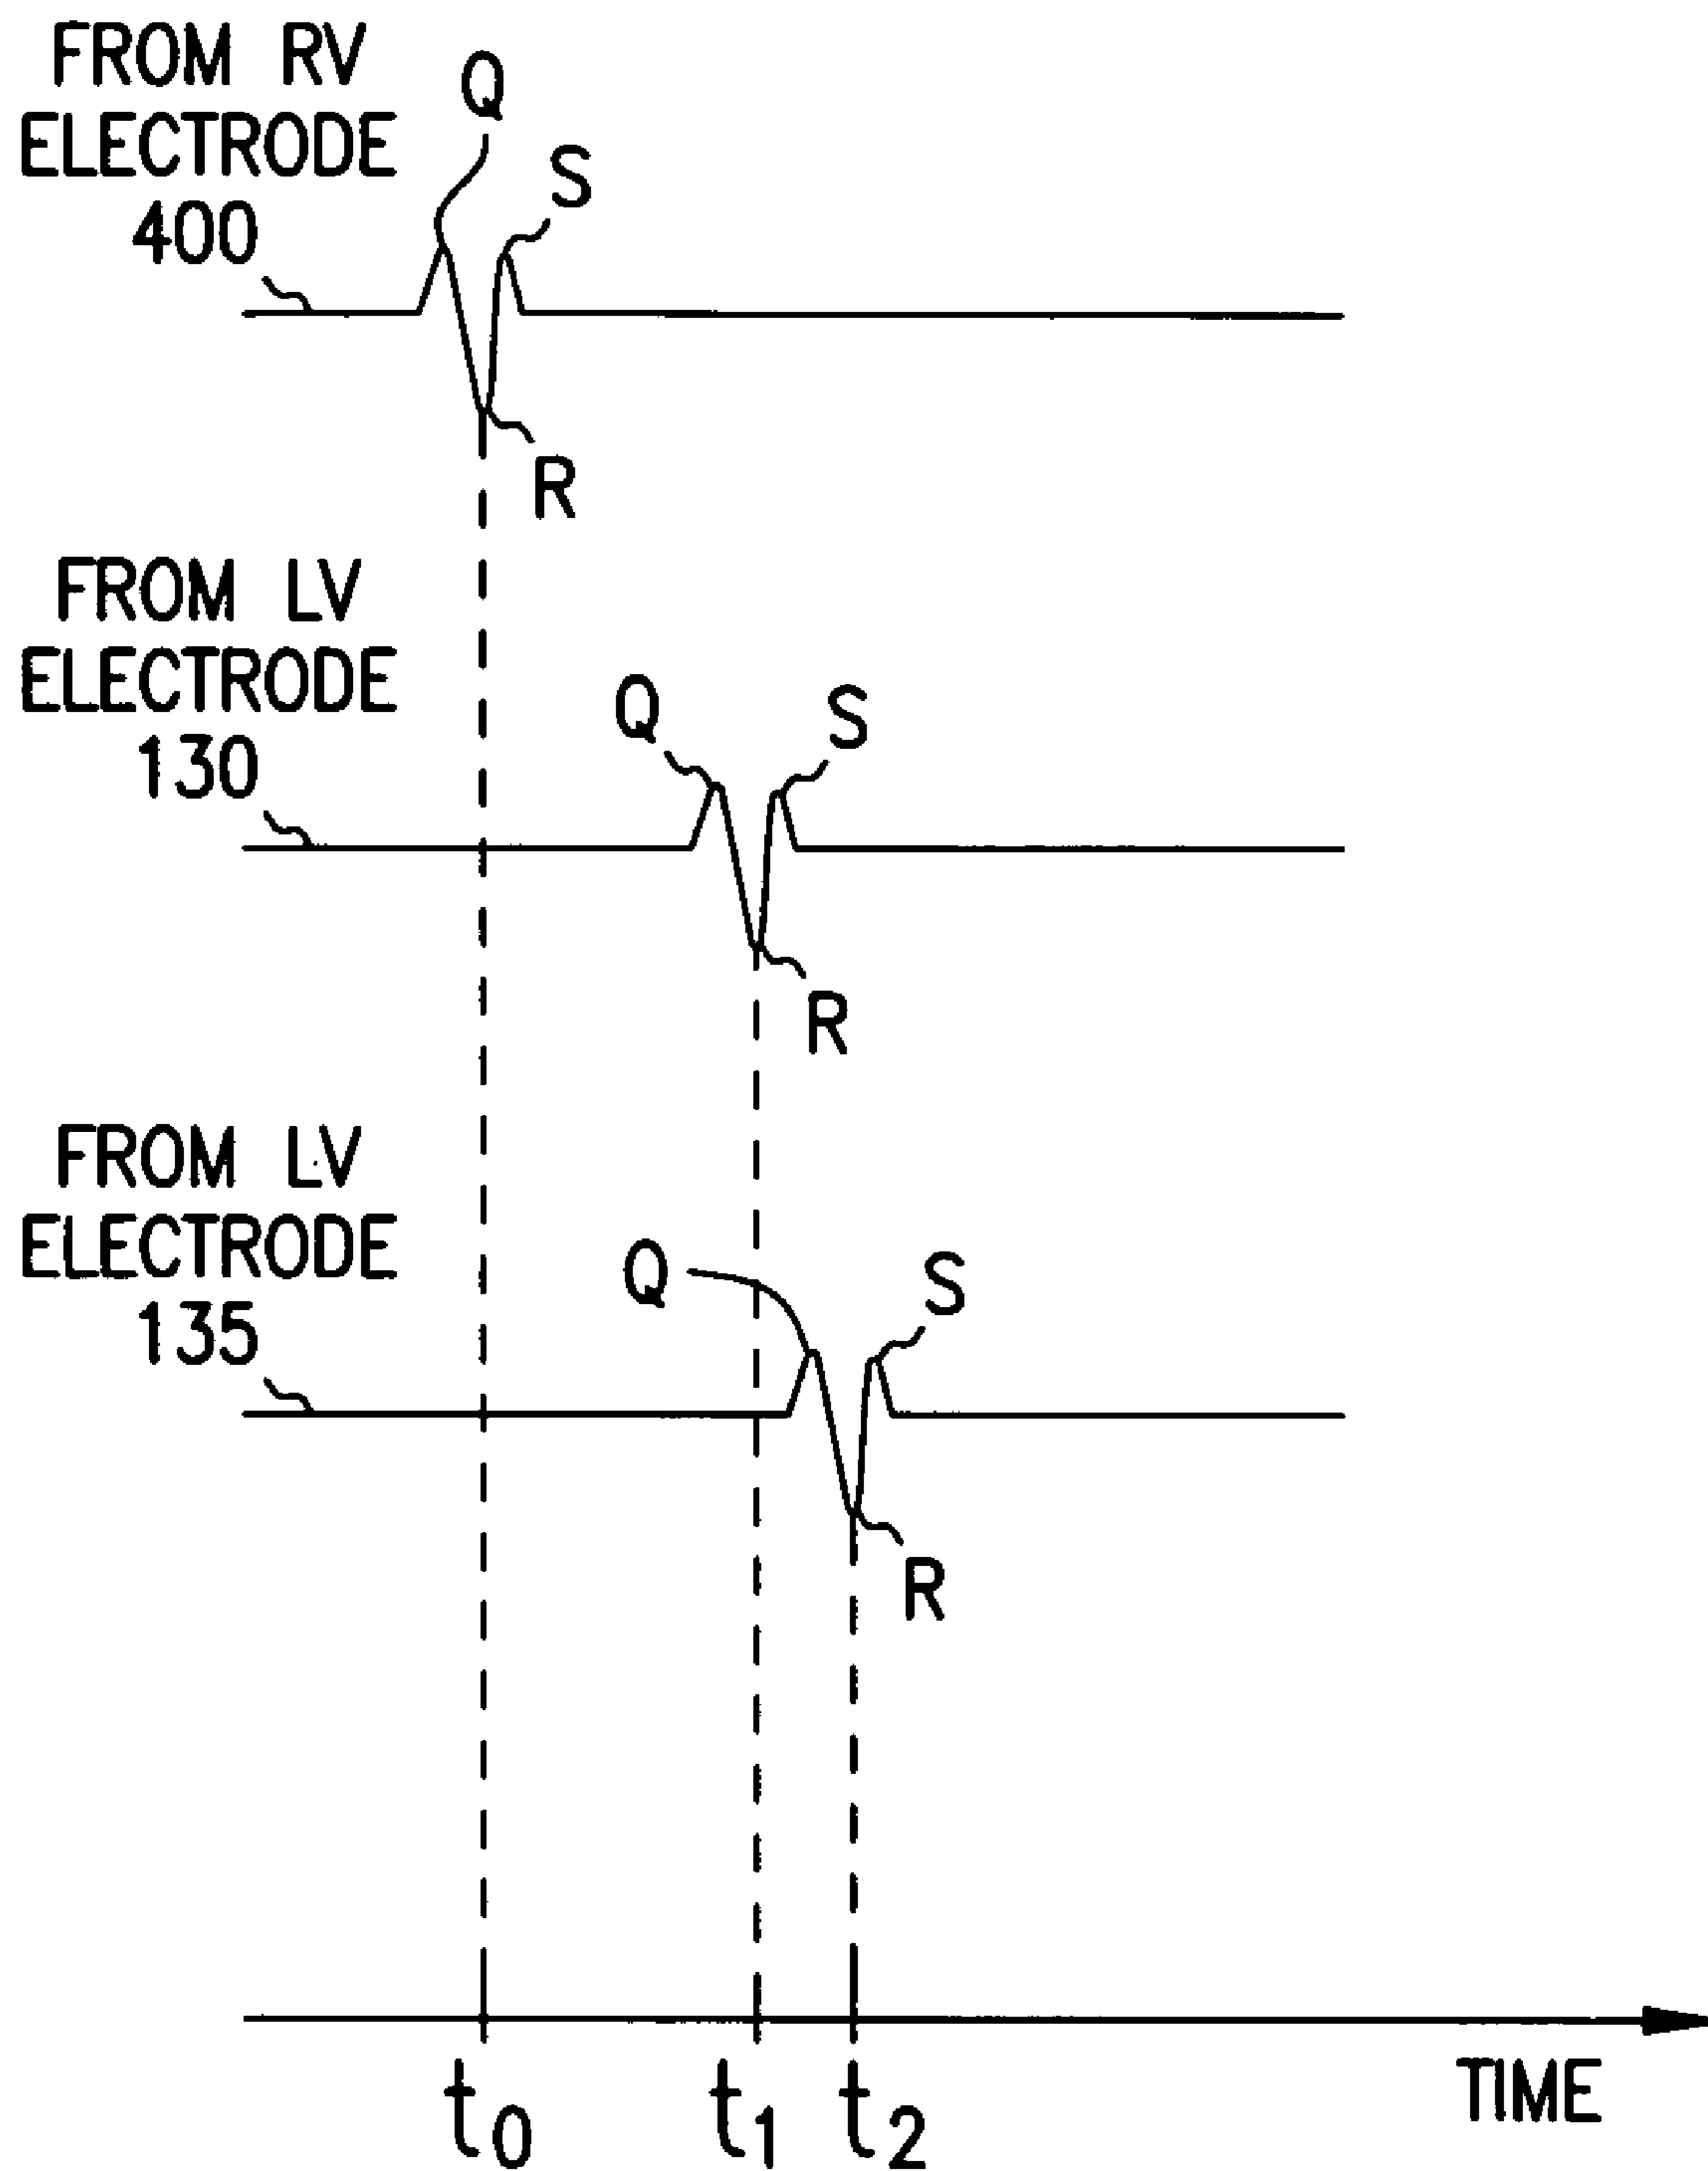 FROM RV
ELECTRODE
400
Q
S
R
FROM LV
ELECTRODE
130
Q
S
R
FROM LV
ELECTRODE
135
Q
S
R
t0
t1
t2
TIME